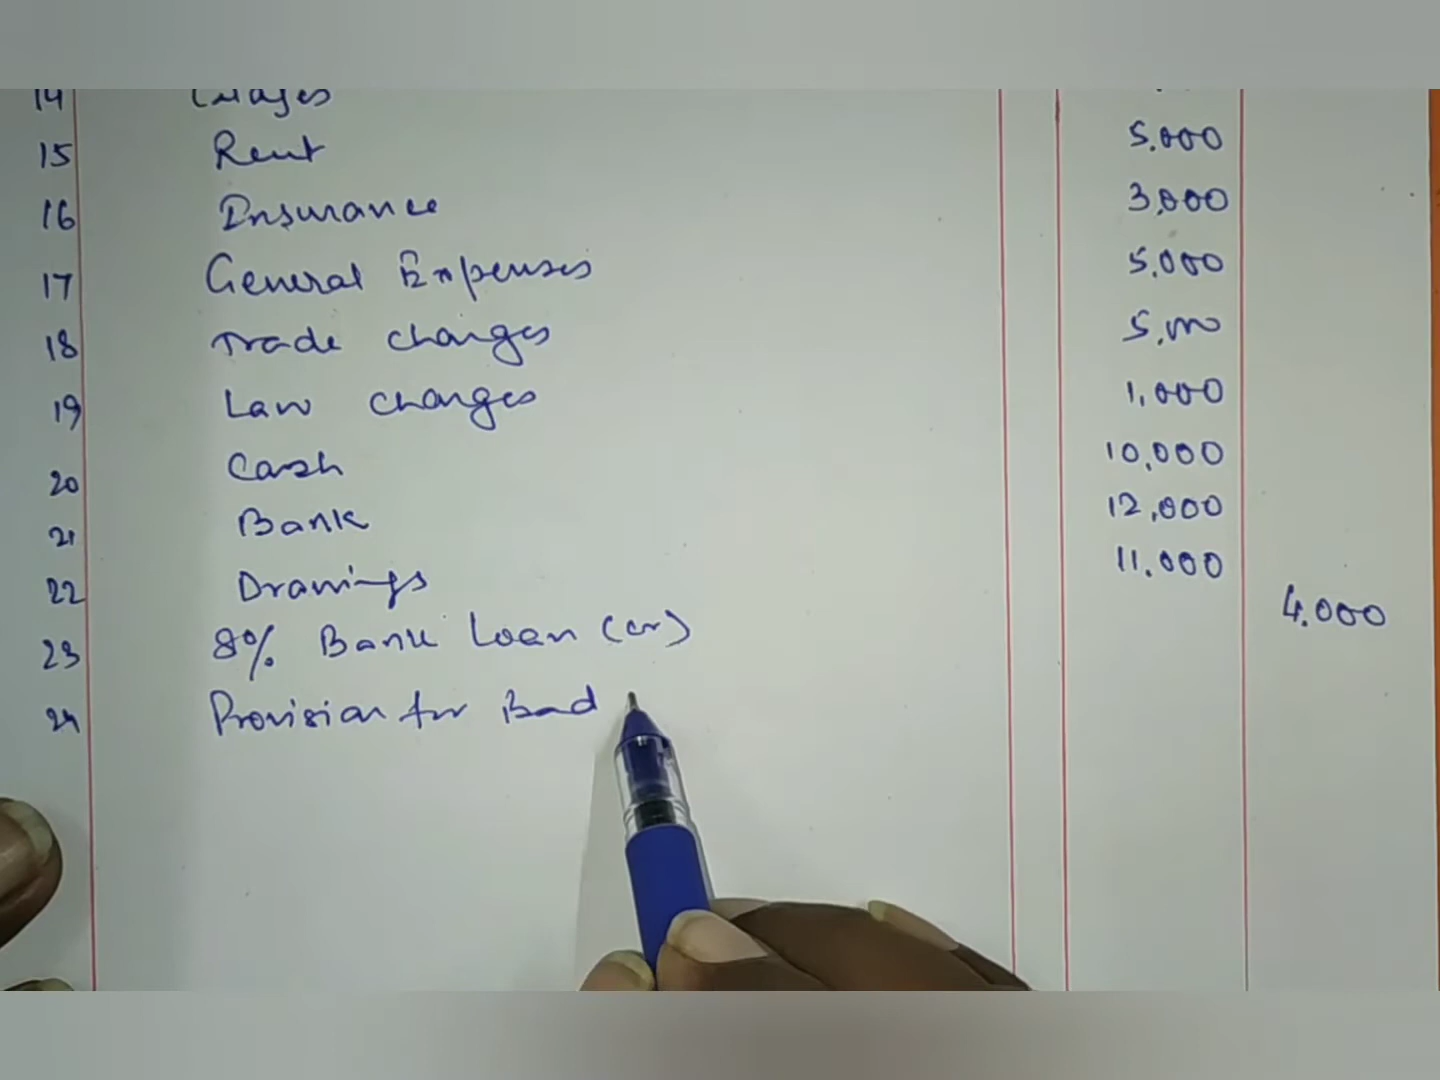 14 Wages
15 Rent 5,000
16 Insurance 3,000
17 General Expenses 5,000
18 Trade charges 5,000
19 Law charges 1,000
20 Cash 10,000
21 Bank 12,000
22 Drawings 11,000
23 8% Bank Loan (cr) 4,000
24 Provision for Bad